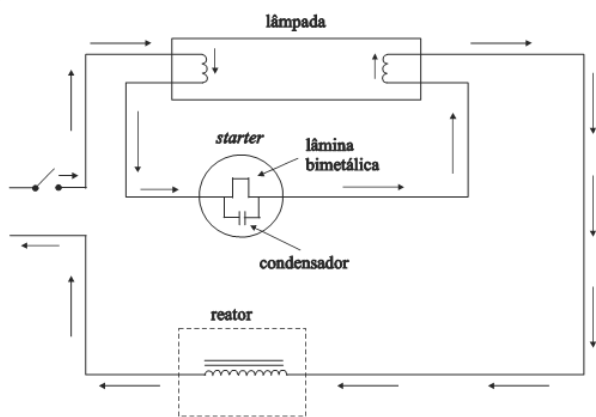 lâmpada
starter
lâmina
bimetálica
condensador
reator